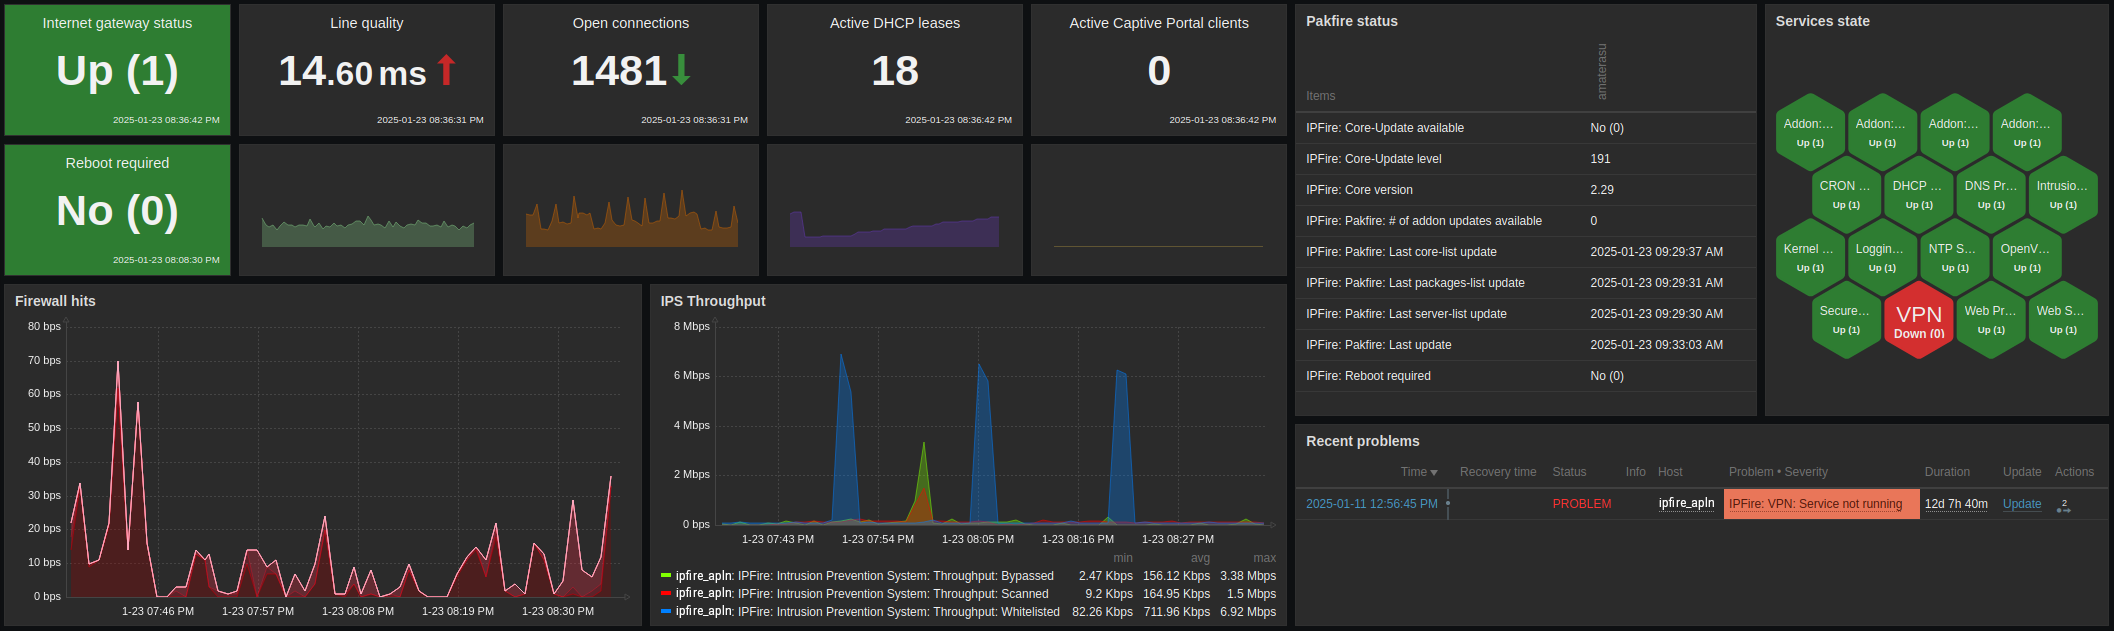 Internet gateway status
Up (1)
2025-01-23 08:36:42 PM
Line quality
14.60 ms
2025-01-23 08:36:31 PM
Open connections
1481
2025-01-23 08:36:31 PM
Active DHCP leases
18
2025-01-23 08:36:42 PM
Active Captive Portal clients
0
2025-01-23 08:36:42 PM
Reboot required
No (0)
2025-01-23 08:08:30 PM
Firewall hits
80 bps
70 bps
60 bps
50 bps
40 bps
30 bps
20 bps
10 bps
0 bps
1-23 07:46 PM 1-23 07:57 PM 1-23 08:08 PM 1-23 08:19 PM 1-23 08:30 PM
IPS Throughput
8 Mbps
6 Mbps
4 Mbps
2 Mbps
0 bps
1-23 07:43 PM 1-23 07:54 PM 1-23 08:05 PM 1-23 08:16 PM 1-23 08:27 PM
min avg max
ipfire_apln: IPFire: Intrusion Prevention System: Throughput: Bypassed 2.47 Kbps 156.12 Kbps 3.38 Mbps
ipfire_apln: IPFire: Intrusion Prevention System: Throughput: Scanned 9.2 Kbps 164.95 Kbps 1.5 Mbps
ipfire_apln: IPFire: Intrusion Prevention System: Throughput: Whitelisted 82.26 Kbps 711.96 Kbps 6.92 Mbps
Pakfire status
Items amaterasu
IPFire: Core-Update available No (0)
IPFire: Core-Update level 191
IPFire: Core version 2.29
IPFire: Pakfire: # of addon updates available 0
IPFire: Pakfire: Last core-list update 2025-01-23 09:29:37 AM
IPFire: Pakfire: Last packages-list update 2025-01-23 09:29:31 AM
IPFire: Pakfire: Last server-list update 2025-01-23 09:29:30 AM
IPFire: Pakfire: Last update 2025-01-23 09:33:03 AM
IPFire: Reboot required No (0)
Services state
Addon:... Addon:... Addon:... Addon:...
Up (1) Up (1) Up (1) Up (1)
CRON ... DHCP ... DNS Pr... Intrusio...
Up (1) Up (1) Up (1) Up (1)
Kernel ... Loggin... NTP S... OpenV...
Up (1) Up (1) Up (1) Up (1)
Secure... VPN Web Pr... Web S...
Up (1) Down (0) Up (1) Up (1)
Recent problems
Time Recovery time Status Info Host Problem • Severity Duration Update Actions
2025-01-11 12:56:45 PM PROBLEM ipfire_apln IPFire: VPN: Service not running 12d 7h 40m Update 2